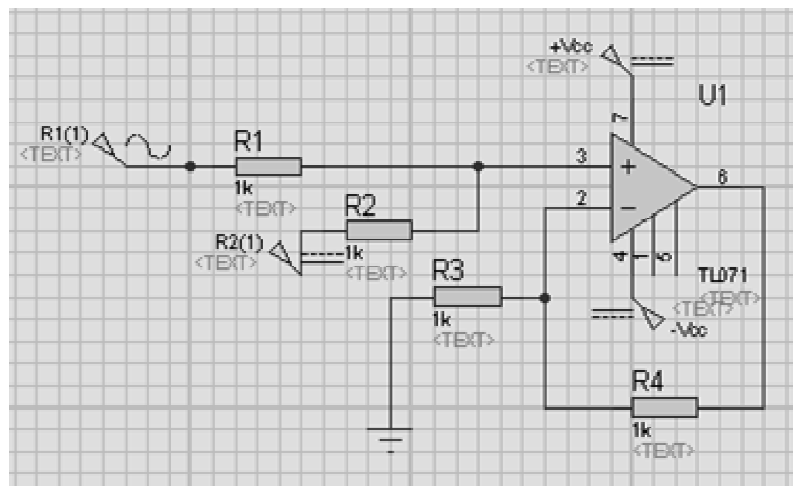 +Vcc
<TEXT>
U1
7
R1(1)
<TEXT>
R1
1k
<TEXT>
3
2
6
R2
1k
<TEXT>
R2(1)
<TEXT>
4
1
5
TL071
<TEXT>
<TEXT>
-Vcc
R3
1k
<TEXT>
R4
1k
<TEXT>